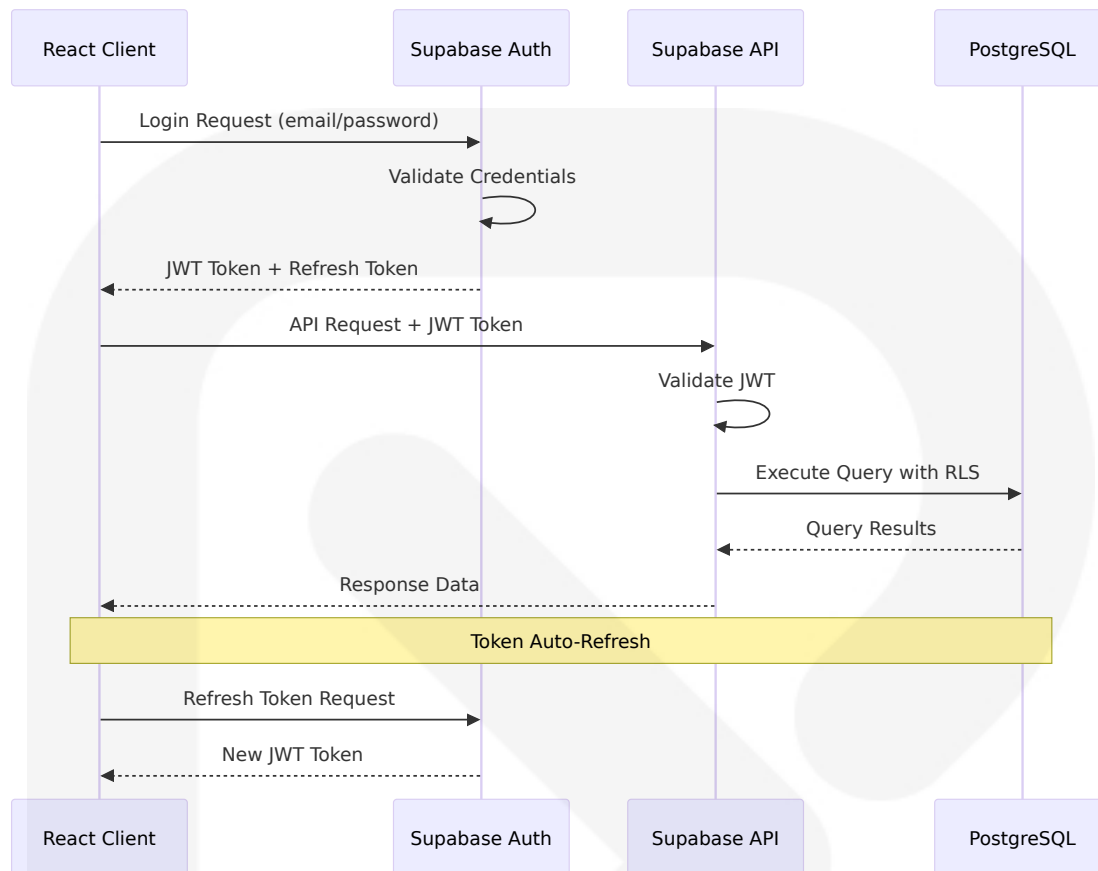 React Client
Supabase Auth
Supabase API
PostgreSQL
Login Request (email/password)
Validate Credentials
JWT Token + Refresh Token
API Request + JWT Token
Validate JWT
Execute Query with RLS
Query Results
Response Data
Token Auto-Refresh
Refresh Token Request
New JWT Token
React Client
Supabase Auth
Supabase API
PostgreSQL